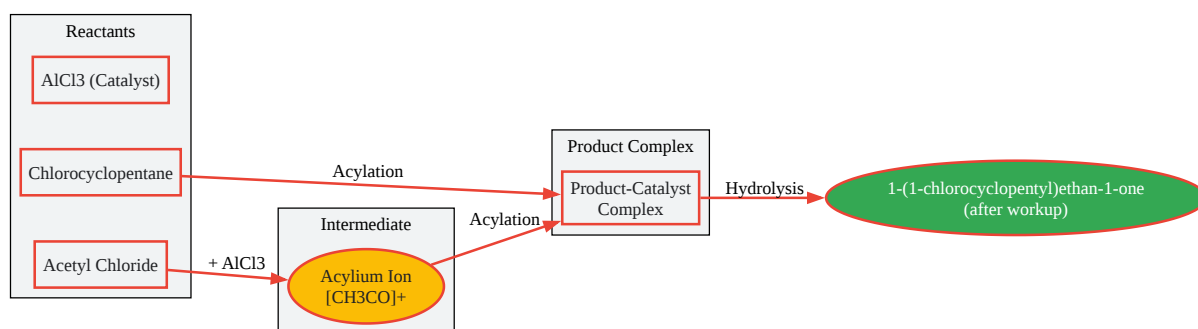 Reactants
AlCl3 (Catalyst)
Chlorocyclopentane
Acetyl Chloride
Acylation
+ AlCl3
Intermediate
Acylium Ion
[CH3CO]+
Acylation
Product Complex
Product-Catalyst
Complex
Hydrolysis
1-(1-chlorocyclopentyl)ethan-1-one
(after workup)